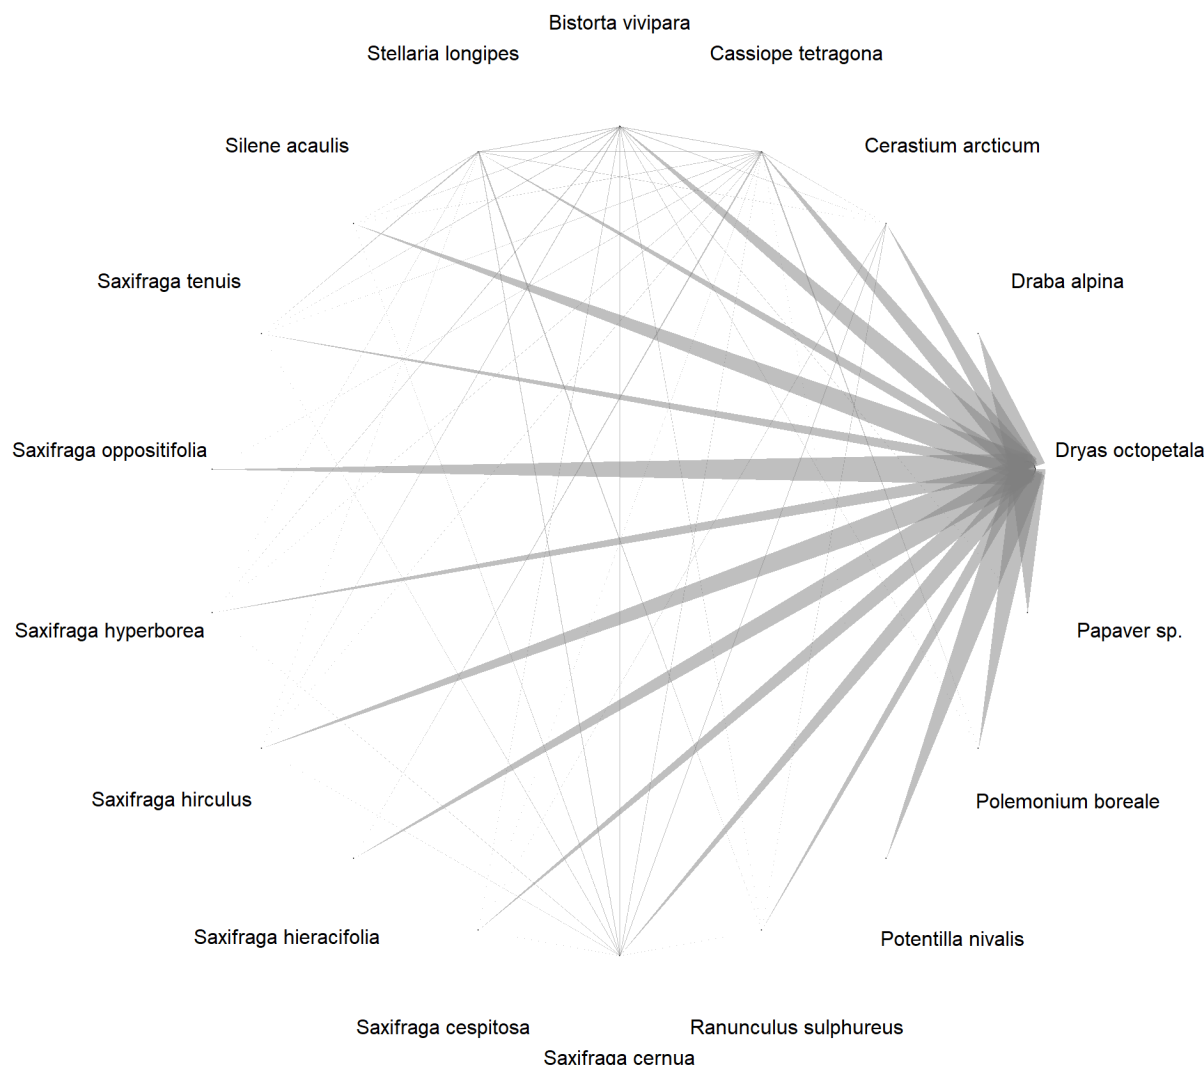 Bistorta vivipara
Stellaria longipes
Cassiope tetragona
Silene acaulis
Cerastium arcticum
Saxifraga tenuis
Draba alpina
Saxifraga oppositifolia
Dryas octopetala
Saxifraga hyperborea
Papaver sp.
Saxifraga hirculus
Polemonium boreale
Saxifraga hieracifolia
Potentilla nivalis
Saxifraga cespitosa
Ranunculus sulphureus
Saxifraga cernua